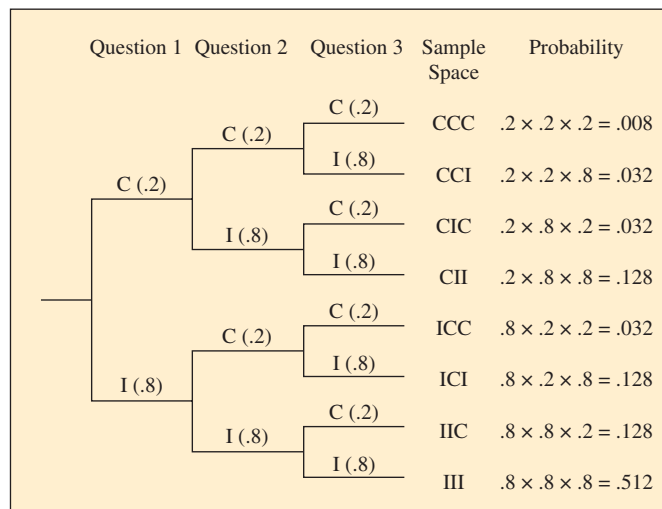 Question 1 Question 2 Question 3 Sample Space Probability
C (.2)
CCC .2 × .2 × .2 = .008
C (.2)
I (.8)
CCI .2 × .2 × .8 = .032
C (.2)
C (.2)
CIC .2 × .8 × .2 = .032
I (.8)
I (.8)
CII .2 × .8 × .8 = .128
C (.2)
ICC .8 × .2 × .2 = .032
C (.2)
I (.8)
ICI .8 × .2 × .8 = .128
I (.8)
C (.2)
IIC .8 × .8 × .2 = .128
I (.8)
I (.8)
III .8 × .8 × .8 = .512